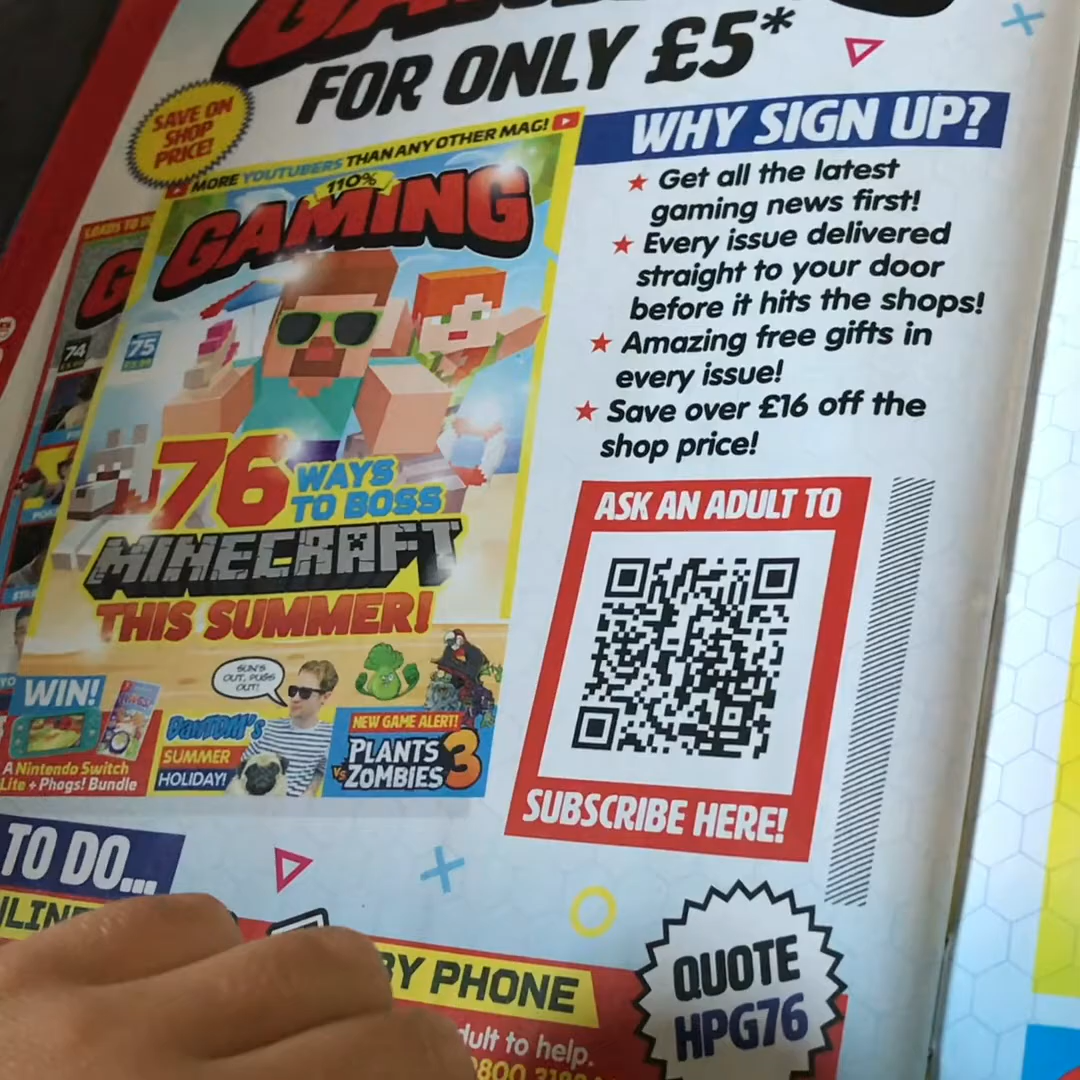 FOR ONLY £5*
SAVE ON
SHOP
PRICE!
MORE YOUTUBERS THAN ANY OTHER MAG!
110%
GAMING
74
75
76 WAYS
TO BOSS
MINECRAFT
THIS SUMMER!
SUN'S
OUT, PUGS
OUT!
WIN!
A Nintendo Switch
Lite + Phogs! Bundle
DanTDM's
SUMMER
HOLIDAY!
NEW GAME ALERT!
PLANTS
VS ZOMBIES 3
WHY SIGN UP?
Get all the latest
gaming news first!
Every issue delivered
straight to your door
before it hits the shops!
Amazing free gifts in
every issue!
Save over £16 off the
shop price!
ASK AN ADULT TO
SUBSCRIBE HERE!
TO DO...
BY PHONE
to help.
QUOTE
HPG76